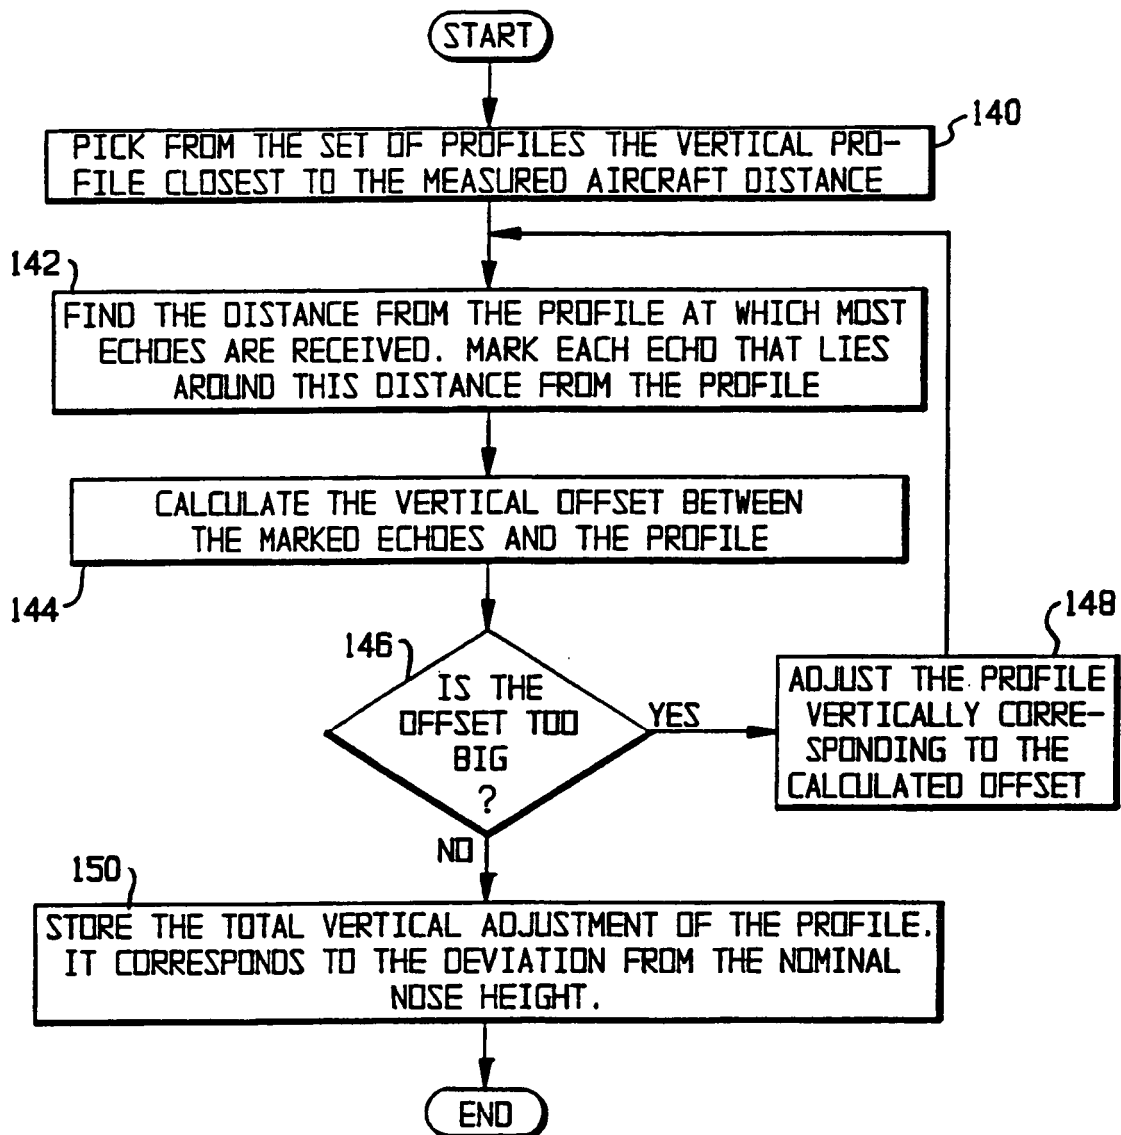 START
140
PICK FROM THE SET OF PROFILES THE VERTICAL PRO-
FILE CLOSEST TO THE MEASURED AIRCRAFT DISTANCE
142
FIND THE DISTANCE FROM THE PROFILE AT WHICH MOST
ECHOES ARE RECEIVED. MARK EACH ECHO THAT LIES
AROUND THIS DISTANCE FROM THE PROFILE
CALCULATE THE VERTICAL OFFSET BETWEEN
THE MARKED ECHOES AND THE PROFILE
144
146
IS THE
OFFSET TOO
BIG
?
YES
148
ADJUST THE PROFILE
VERTICALLY CORRE-
SPONDING TO THE
CALCULATED OFFSET
NO
150
STORE THE TOTAL VERTICAL ADJUSTMENT OF THE PROFILE.
IT CORRESPONDS TO THE DEVIATION FROM THE NOMINAL
NOSE HEIGHT.
END